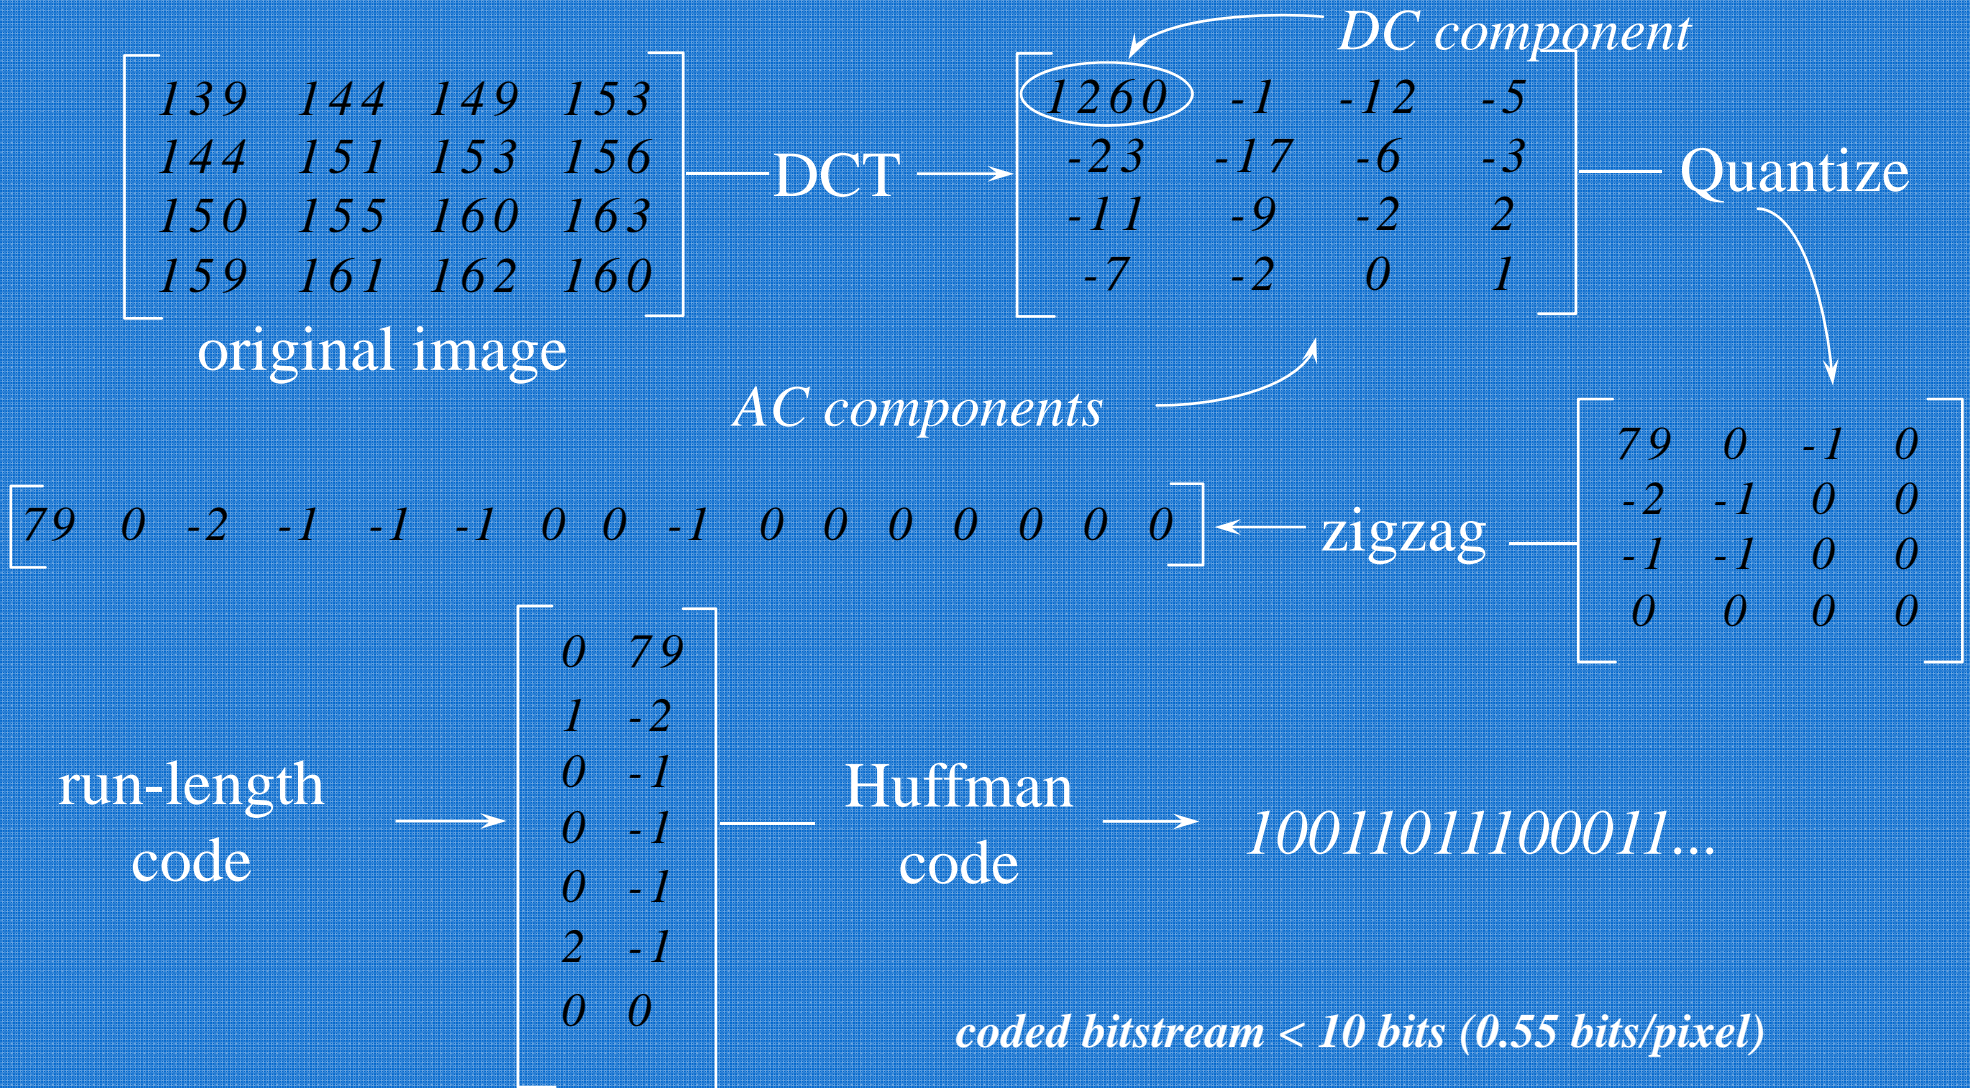 DC component
139 144 149 153
144 151 153 156
150 155 160 163
159 161 162 160
original image
DCT
1260 -1 -12 -5
-23 -17 -6 -3
-11 -9 -2 2
-7 -2 0 1
Quantize
AC components
79 0 -1 0
-2 -1 0 0
-1 -1 0 0
0 0 0 0
zigzag
79 0 -2 -1 -1 -1 0 0 -1 0 0 0 0 0 0 0
run-length
code
0 79
1 -2
0 -1
0 -1
0 -1
2 -1
0 0
Huffman
code
10011011100011...
coded bitstream < 10 bits (0.55 bits/pixel)